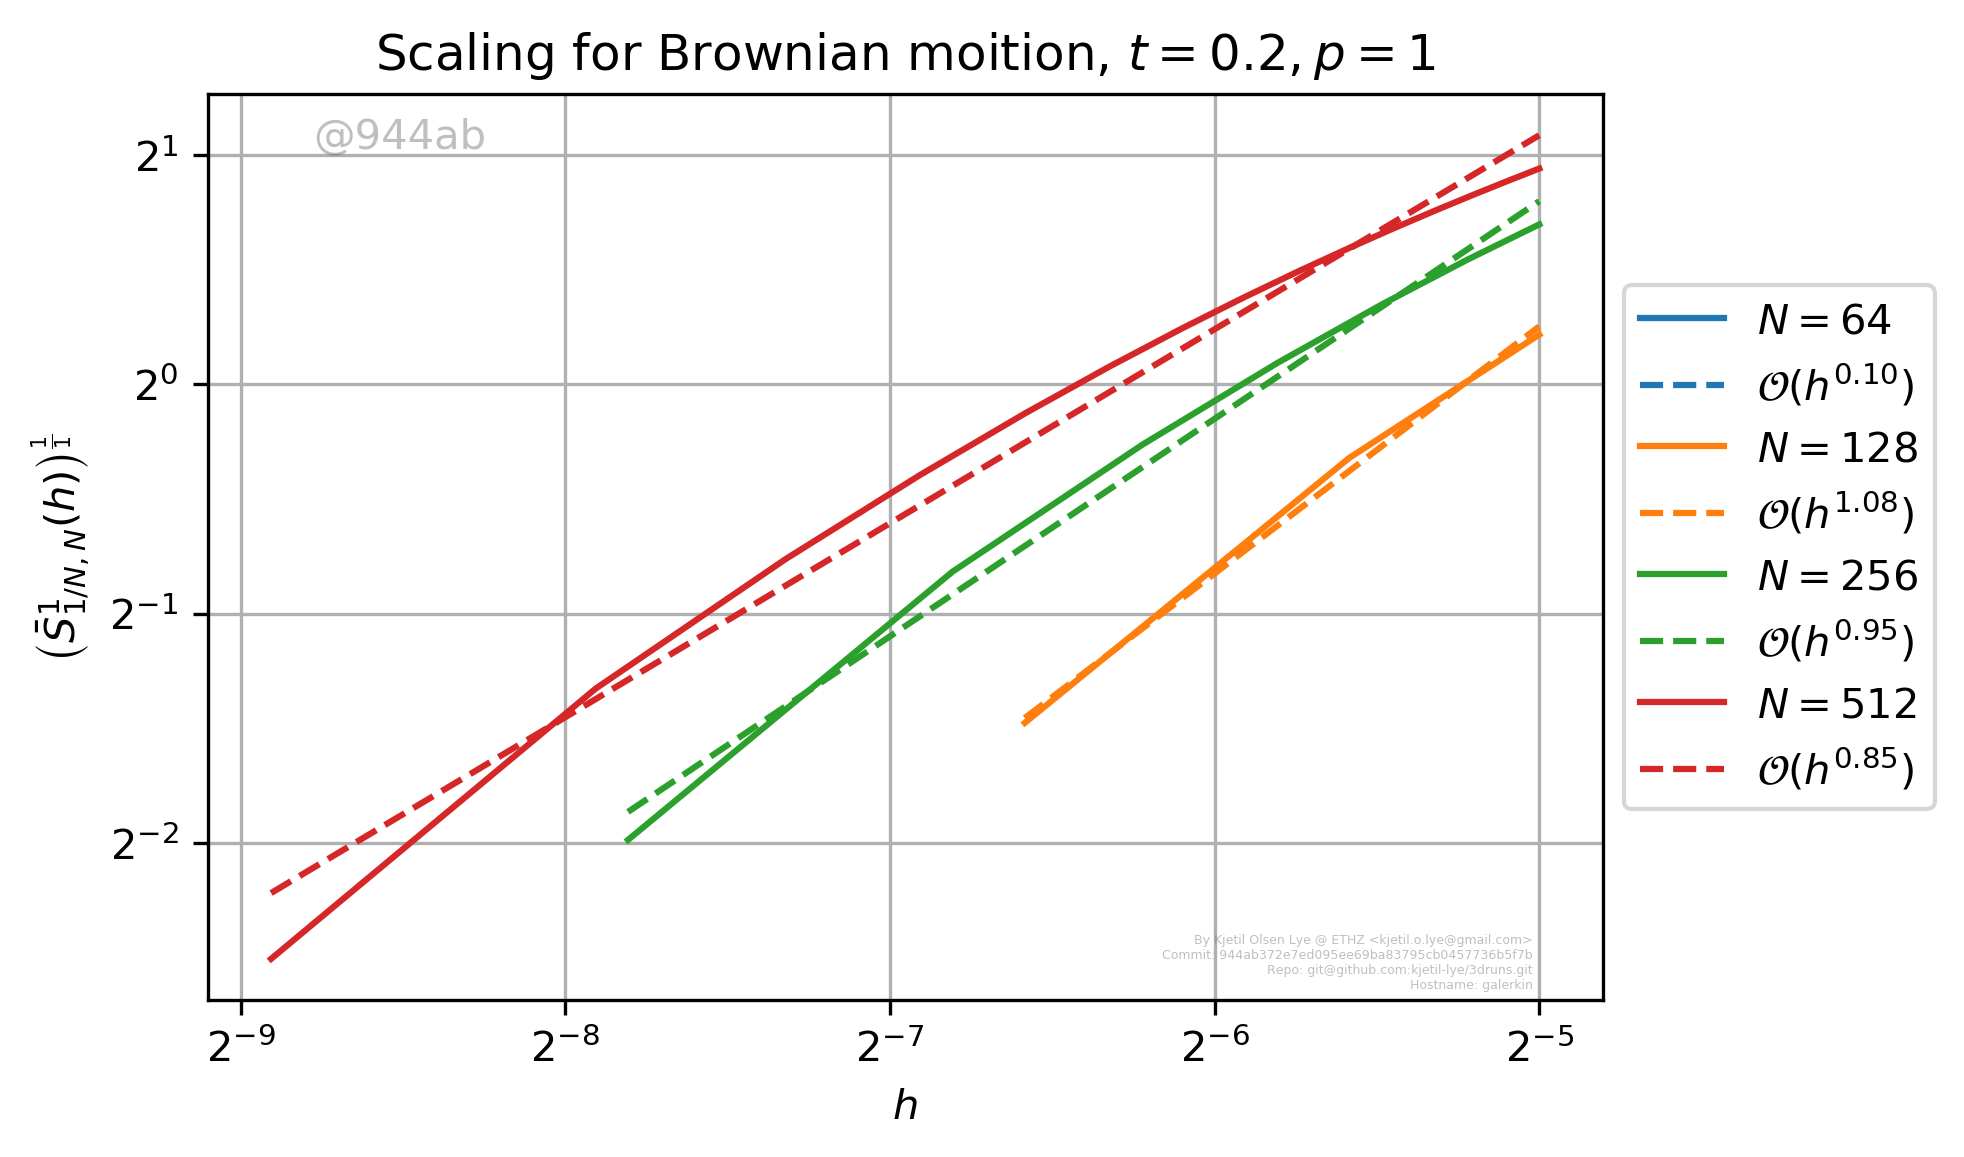 Scaling for Brownian moition, t = 0.2, p = 1
@944ab
2^1
2^0
2^−1
2^−2
(S̄^1_{1/N, N}(h))^{1/1}
2^−9
2^−8
2^−7
2^−6
2^−5
h
N = 64
𝒪(h^0.10)
N = 128
𝒪(h^1.08)
N = 256
𝒪(h^0.95)
N = 512
𝒪(h^0.85)
By Kjetil Olsen Lye @ ETHZ <kjetil.o.lye@gmail.com>
Commit: 944ab372e7ed095ee69ba83795cb0457736b5f7b
Repo: git@github.com:kjetil-lye/3druns.git
Hostname: galerkin